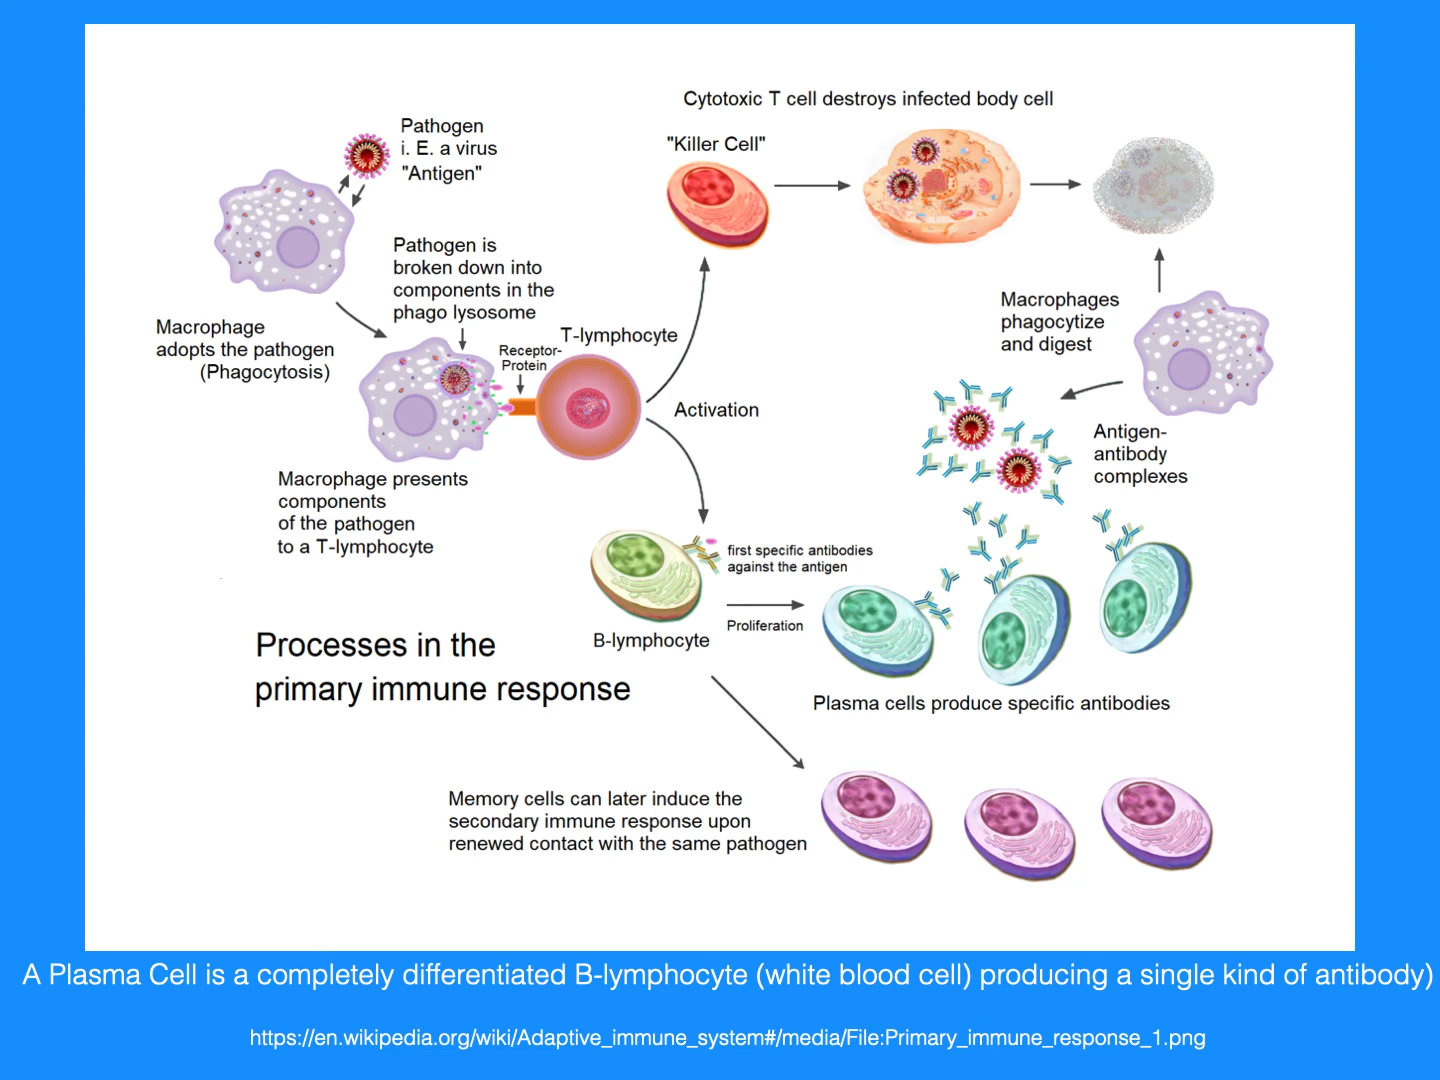 Cytotoxic T cell destroys infected body cell
Pathogen
i. E. a virus
"Antigen"
"Killer Cell"
Pathogen is
broken down into
components in the
phago lysosome
Macrophage
adopts the pathogen
(Phagocytosis)
Receptor-
Protein
T-lymphocyte
Macrophages
phagocytize
and digest
Activation
Antigen-
antibody
complexes
Macrophage presents
components
of the pathogen
to a T-lymphocyte
first specific antibodies
against the antigen
Proliferation
B-lymphocyte
Processes in the
primary immune response
Plasma cells produce specific antibodies
Memory cells can later induce the
secondary immune response upon
renewed contact with the same pathogen
A Plasma Cell is a completely differentiated B-lymphocyte (white blood cell) producing a single kind of antibody)
https://en.wikipedia.org/wiki/Adaptive_immune_system#/media/File:Primary_immune_response_1.png